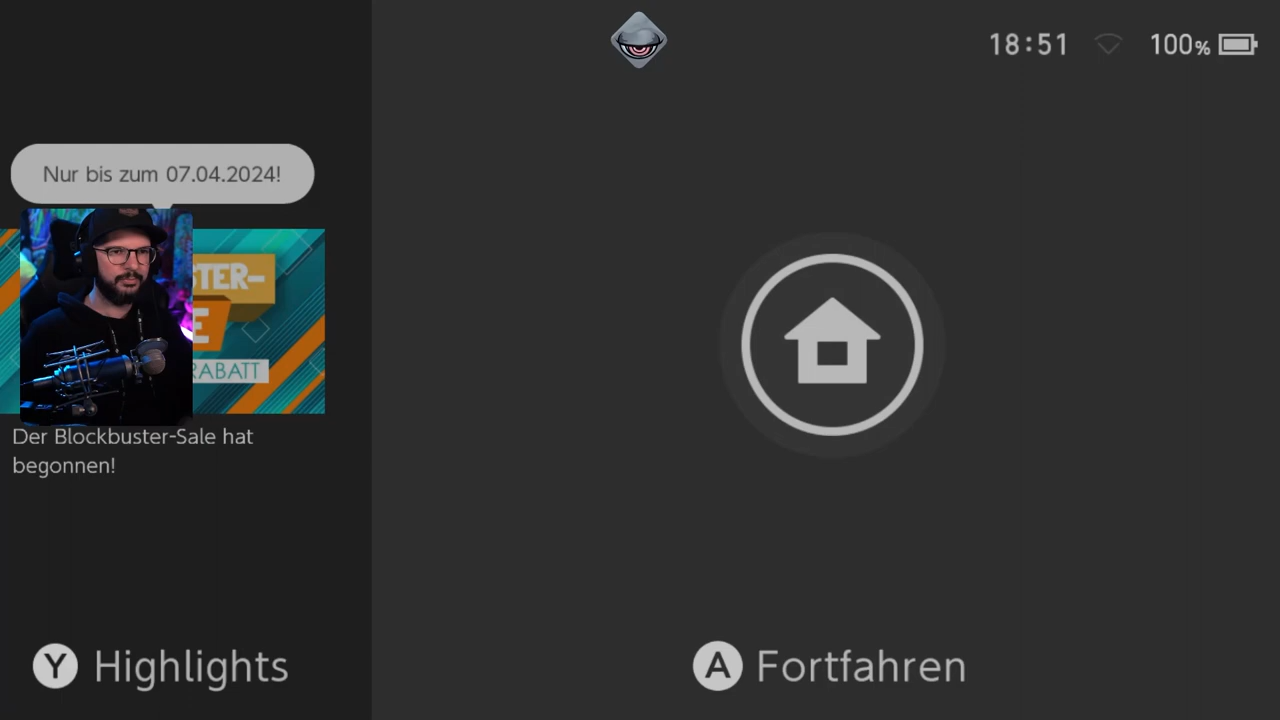 18:51
100%
Nur bis zum 07.04.2024!
STER-
E
RABATT
Der Blockbuster-Sale hat
begonnen!
Y Highlights
A Fortfahren